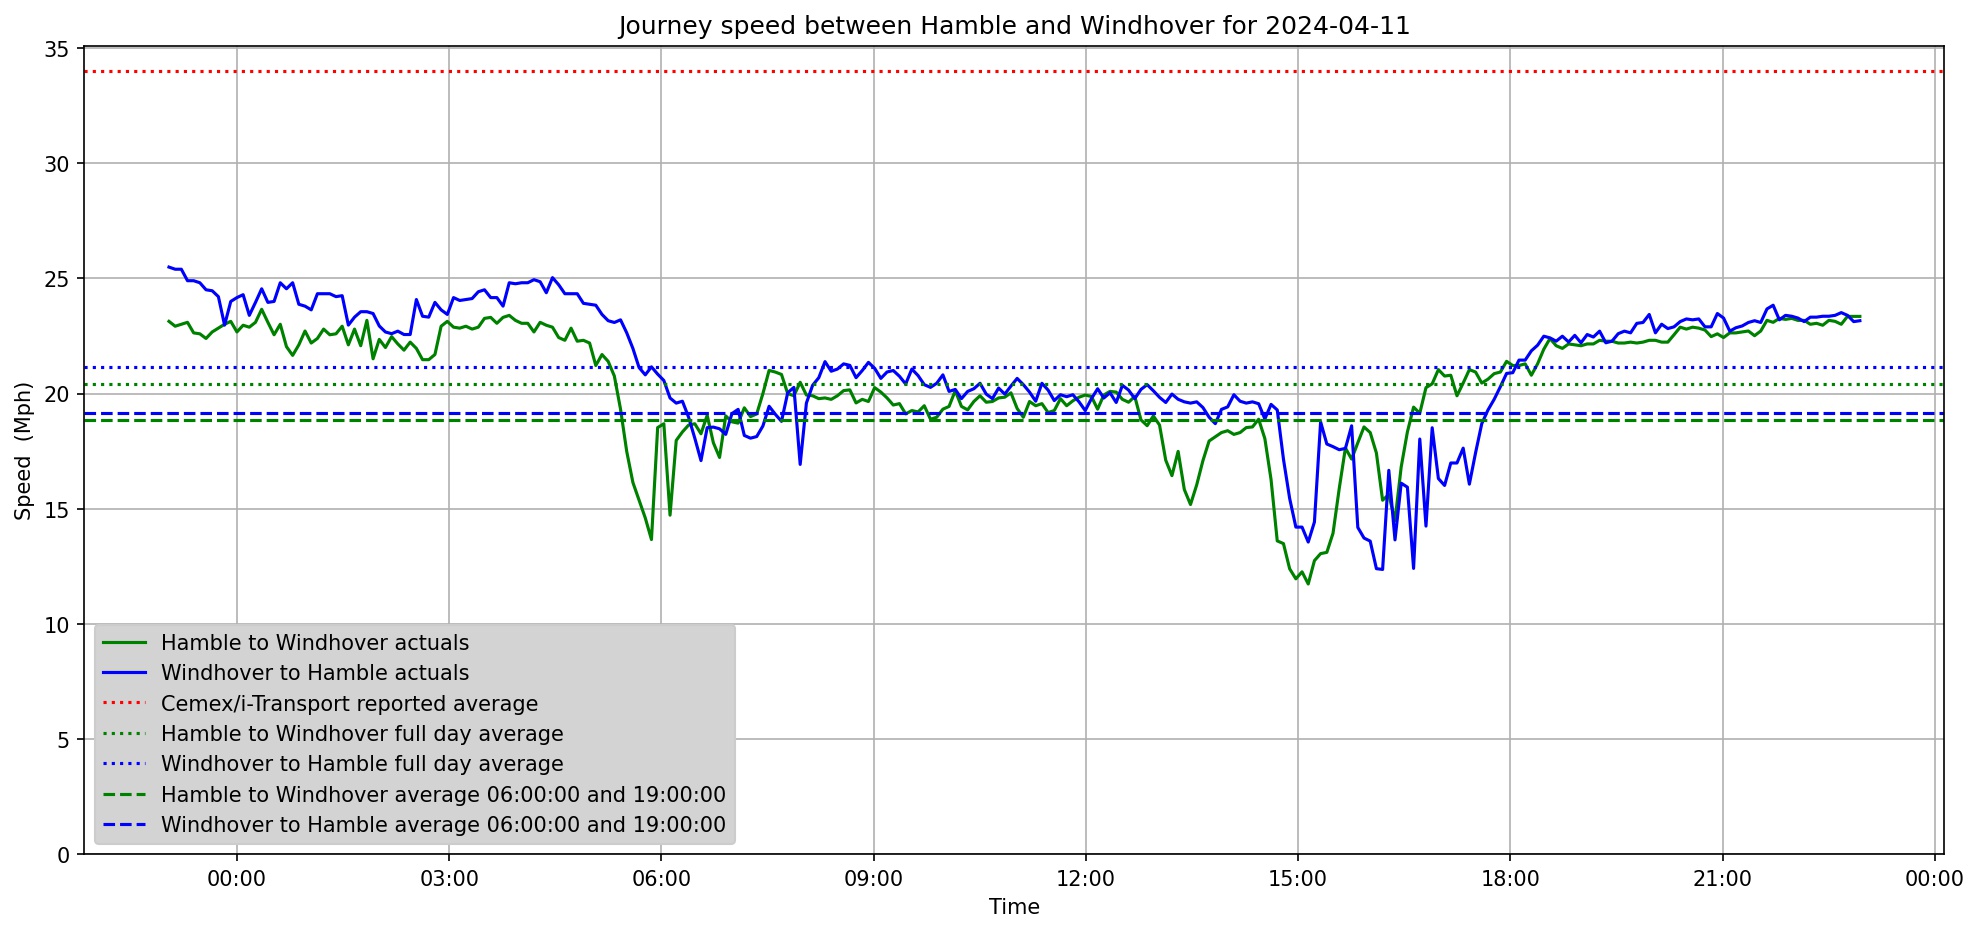 Journey speed between Hamble and Windhover for 2024-04-11
35
30
25
20
15
10
5
0
Speed (Mph)
Hamble to Windhover actuals
Windhover to Hamble actuals
Cemex/i-Transport reported average
Hamble to Windhover full day average
Windhover to Hamble full day average
Hamble to Windhover average 06:00:00 and 19:00:00
Windhover to Hamble average 06:00:00 and 19:00:00
00:00 03:00 06:00 09:00 12:00 15:00 18:00 21:00 00:00
Time